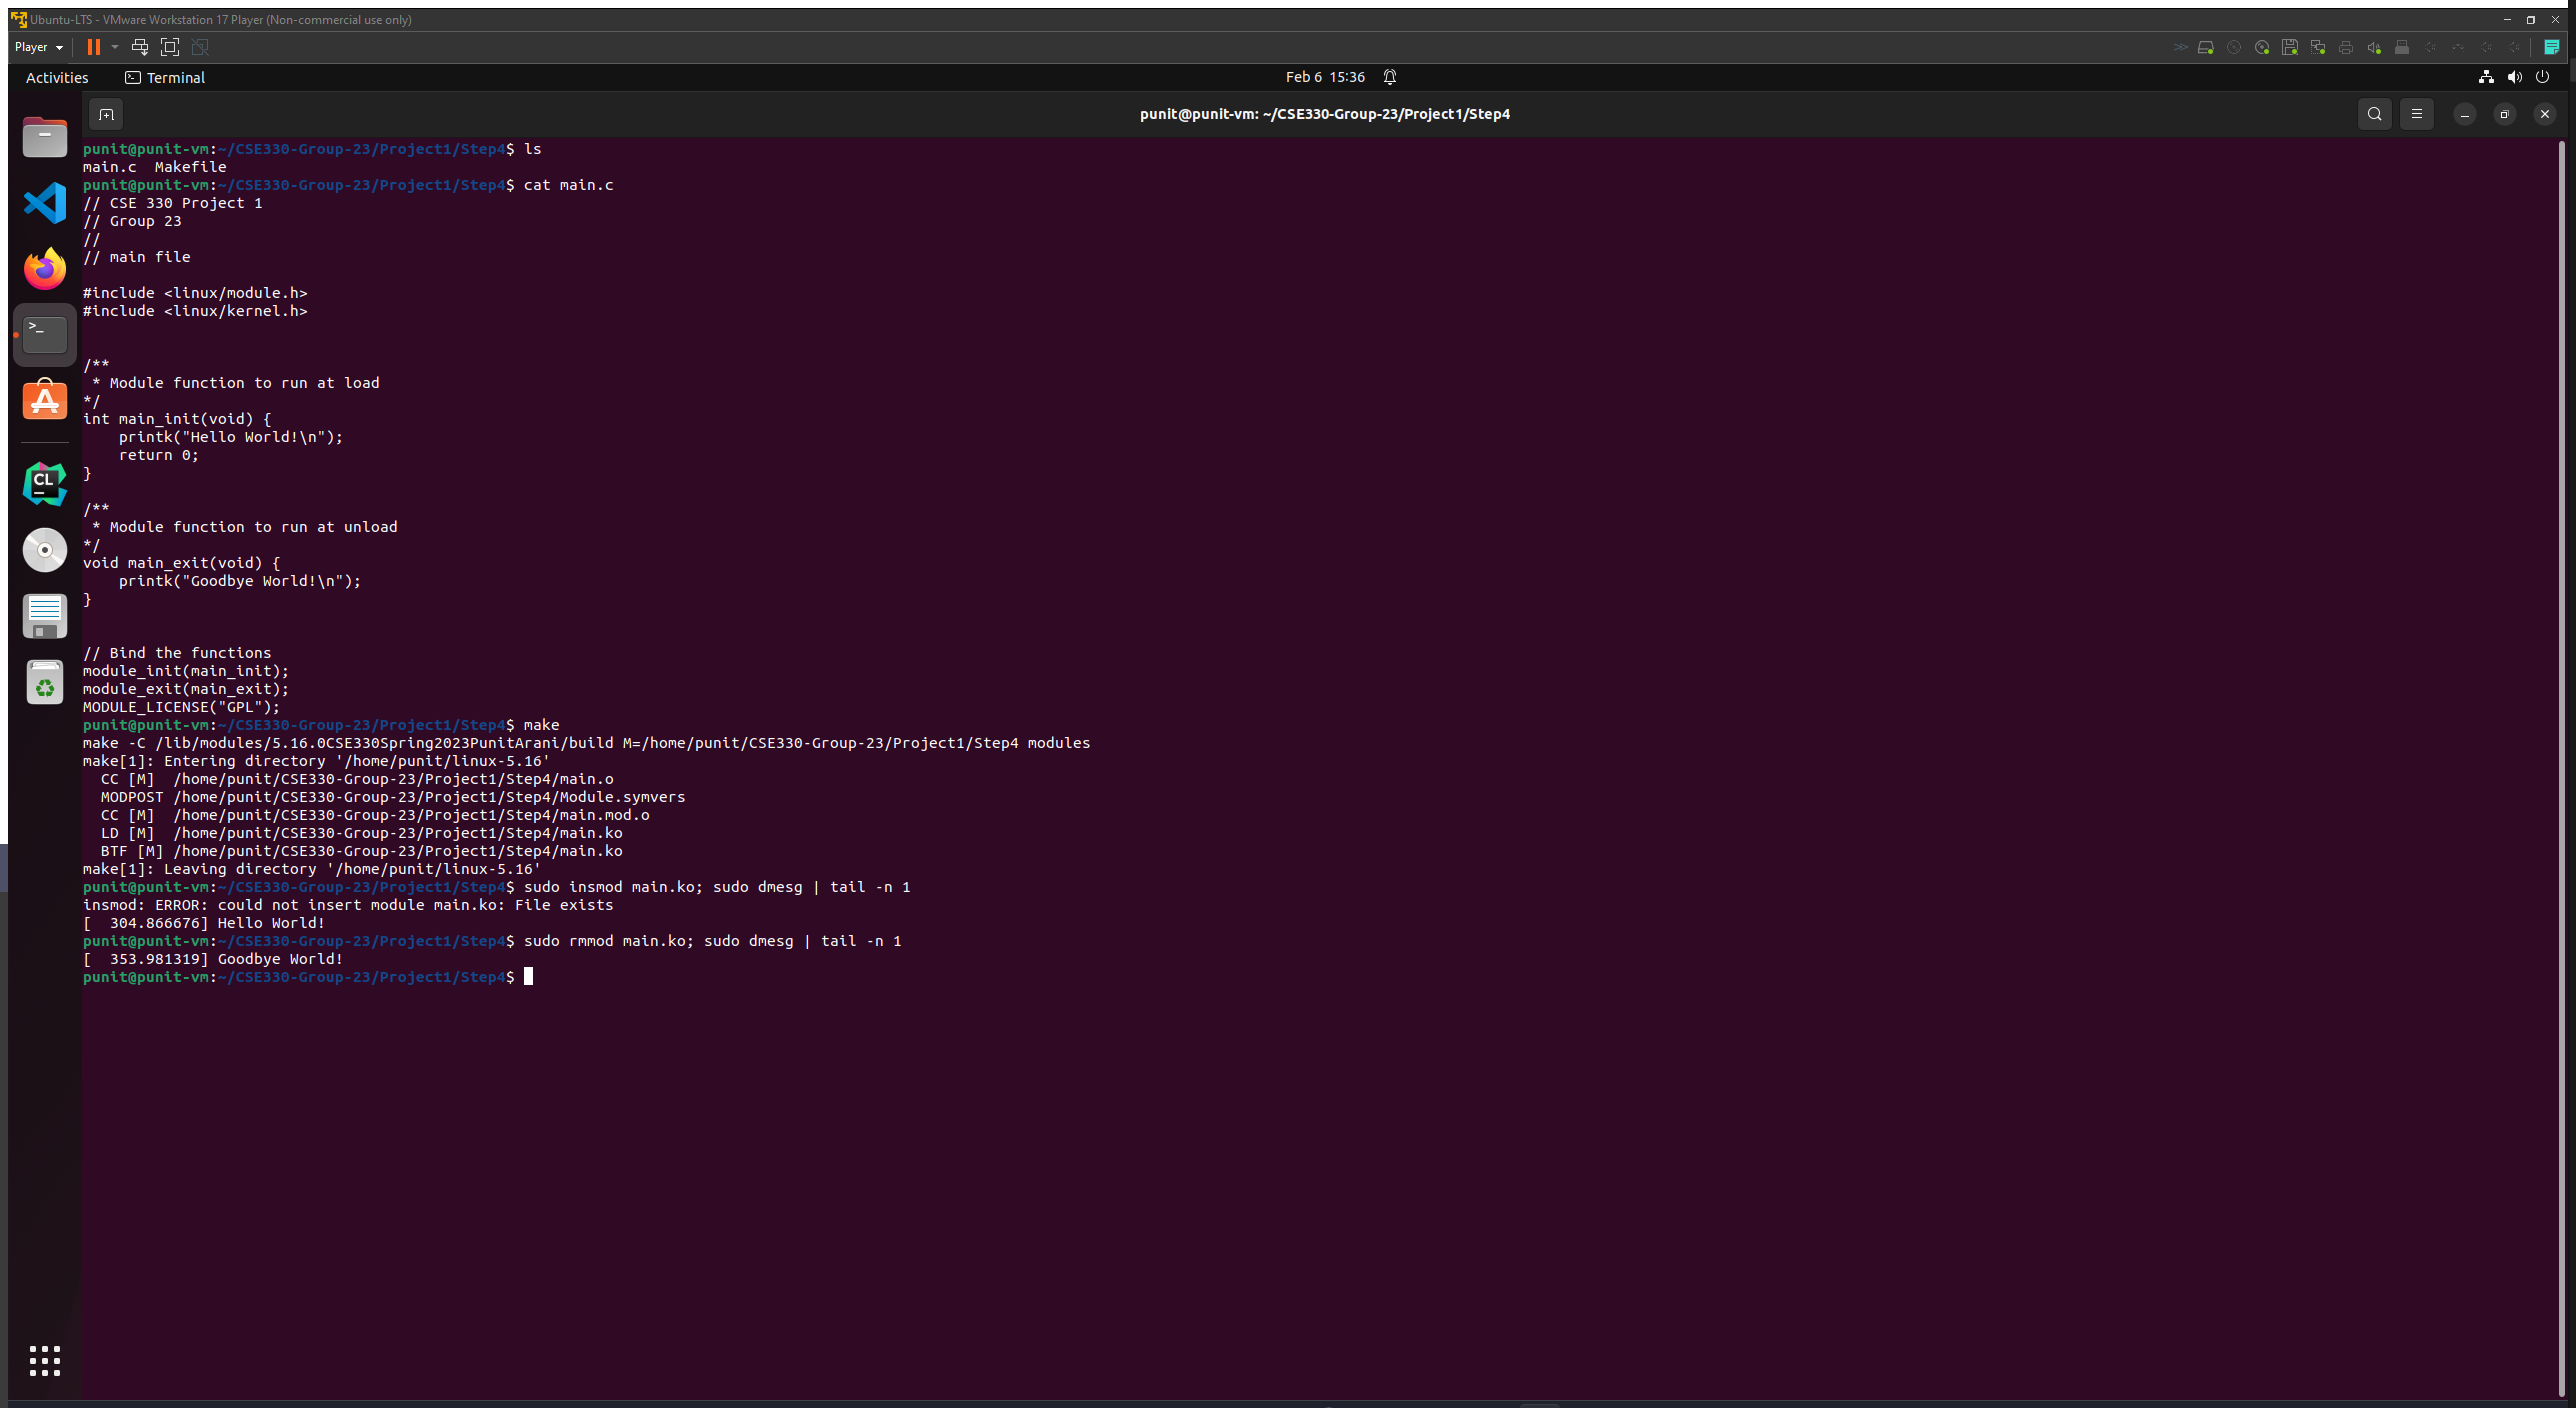 Ubuntu-LTS - VMware Workstation 17 Player (Non-commercial use only)
Player
Activities
Terminal
Feb 6 15:36
punit@punit-vm: ~/CSE330-Group-23/Project1/Step4
punit@punit-vm:~/CSE330-Group-23/Project1/Step4$ ls
main.c  Makefile
punit@punit-vm:~/CSE330-Group-23/Project1/Step4$ cat main.c
// CSE 330 Project 1
// Group 23
//
// main file
#include <linux/module.h>
#include <linux/kernel.h>
/**
 * Module function to run at load
*/
int main_init(void) {
    printk("Hello World!\n");
    return 0;
}
/**
 * Module function to run at unload
*/
void main_exit(void) {
    printk("Goodbye World!\n");
}
// Bind the functions
module_init(main_init);
module_exit(main_exit);
MODULE_LICENSE("GPL");
punit@punit-vm:~/CSE330-Group-23/Project1/Step4$ make
make -C /lib/modules/5.16.0CSE330Spring2023PunitArani/build M=/home/punit/CSE330-Group-23/Project1/Step4 modules
make[1]: Entering directory '/home/punit/linux-5.16'
  CC [M]  /home/punit/CSE330-Group-23/Project1/Step4/main.o
  MODPOST /home/punit/CSE330-Group-23/Project1/Step4/Module.symvers
  CC [M]  /home/punit/CSE330-Group-23/Project1/Step4/main.mod.o
  LD [M]  /home/punit/CSE330-Group-23/Project1/Step4/main.ko
  BTF [M] /home/punit/CSE330-Group-23/Project1/Step4/main.ko
make[1]: Leaving directory '/home/punit/linux-5.16'
punit@punit-vm:~/CSE330-Group-23/Project1/Step4$ sudo insmod main.ko; sudo dmesg | tail -n 1
insmod: ERROR: could not insert module main.ko: File exists
[  304.866676] Hello World!
punit@punit-vm:~/CSE330-Group-23/Project1/Step4$ sudo rmmod main.ko; sudo dmesg | tail -n 1
[  353.981319] Goodbye World!
punit@punit-vm:~/CSE330-Group-23/Project1/Step4$
>_
CL